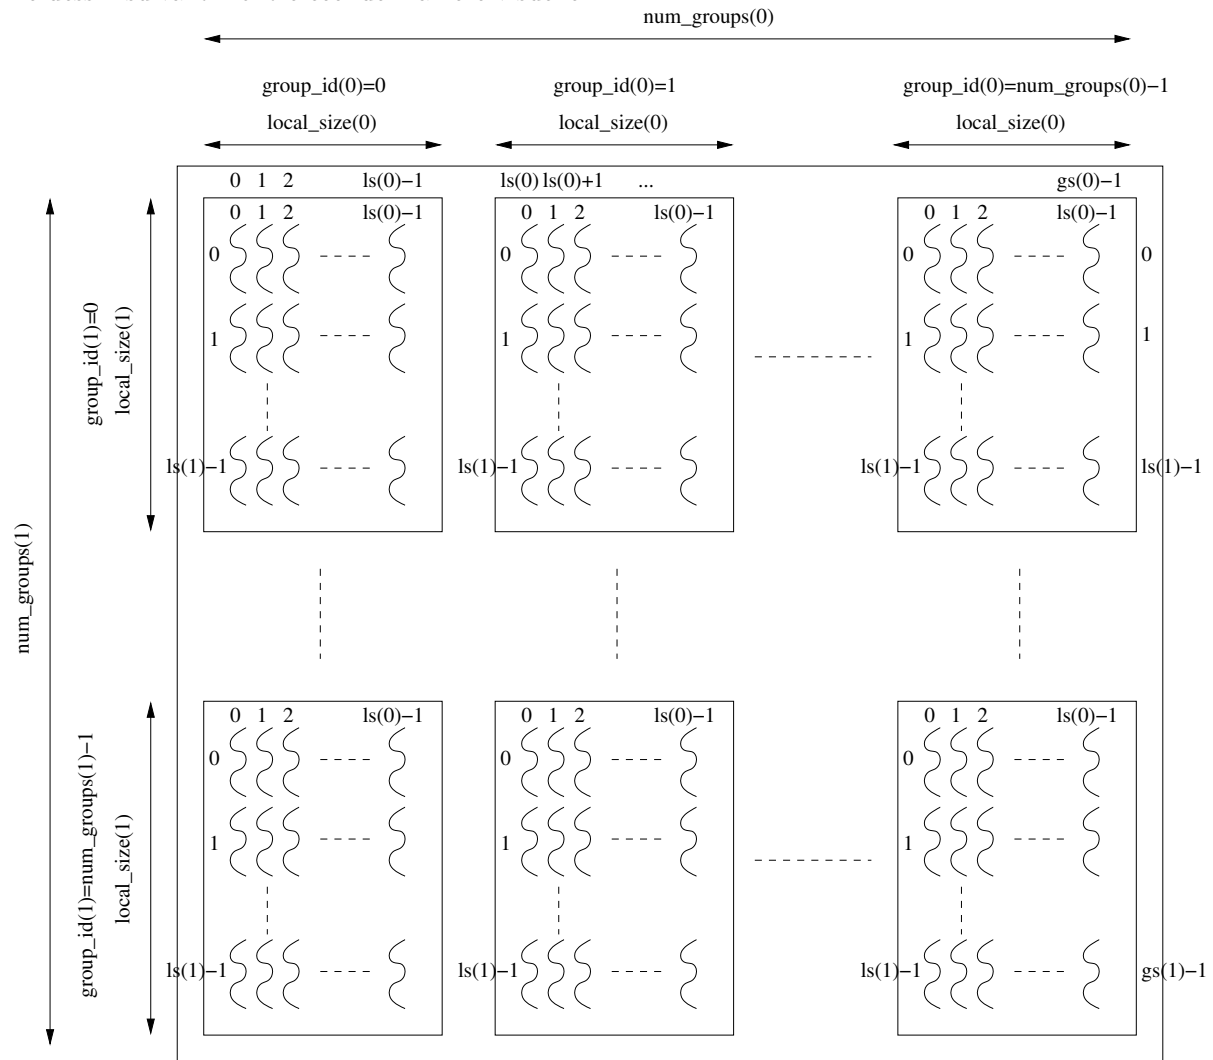 num_groups(0)
group_id(0)=0 group_id(0)=1 group_id(0)=num_groups(0)−1
local_size(0) local_size(0) local_size(0)
0 1 2 ls(0)−1 ls(0) ls(0)+1 ... gs(0)−1
0 1 2 ls(0)−1 0 1 2 ls(0)−1 0 1 2 ls(0)−1
0 0 0 0
1 1 1 1
ls(1)−1 ls(1)−1 ls(1)−1 ls(1)−1
group_id(1)=0
local_size(1)
num_groups(1)
0 1 2 ls(0)−1 0 1 2 ls(0)−1 0 1 2 ls(0)−1
0 0 0
1 1 1
ls(1)−1 ls(1)−1 ls(1)−1 gs(1)−1
group_id(1)=num_groups(1)−1
local_size(1)